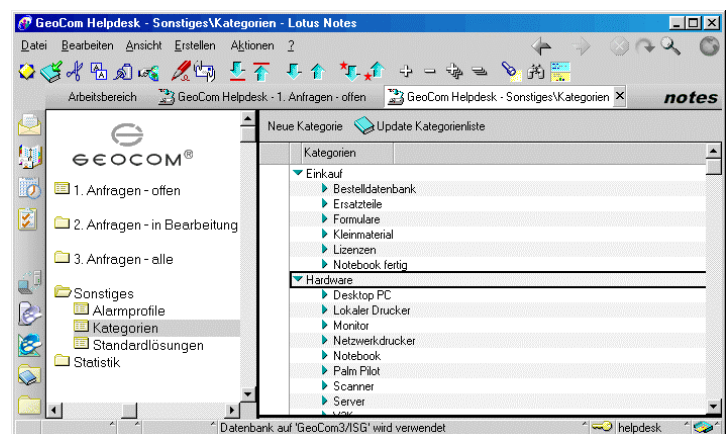 GeoCom Helpdesk - Sonstiges\Kategorien - Lotus Notes
Datei Bearbeiten Ansicht Erstellen Aktionen ?
Arbeitsbereich GeoCom Helpdesk - 1. Anfragen - offen GeoCom Helpdesk - Sonstiges\Kategorien notes
GEOCOM®
1. Anfragen - offen
2. Anfragen - in Bearbeitung
3. Anfragen - alle
Sonstiges
Alarmprofile
Kategorien
Standardlösungen
Statistik
Neue Kategorie Update Kategorienliste
Kategorien
Einkauf
Bestelldatenbank
Ersatzteile
Formulare
Kleinmaterial
Lizenzen
Notebook fertig
Hardware
Desktop PC
Lokaler Drucker
Monitor
Netzwerkdrucker
Notebook
Palm Pilot
Scanner
Server
Datenbank auf 'GeoCom3/ISG' wird verwendet helpdesk